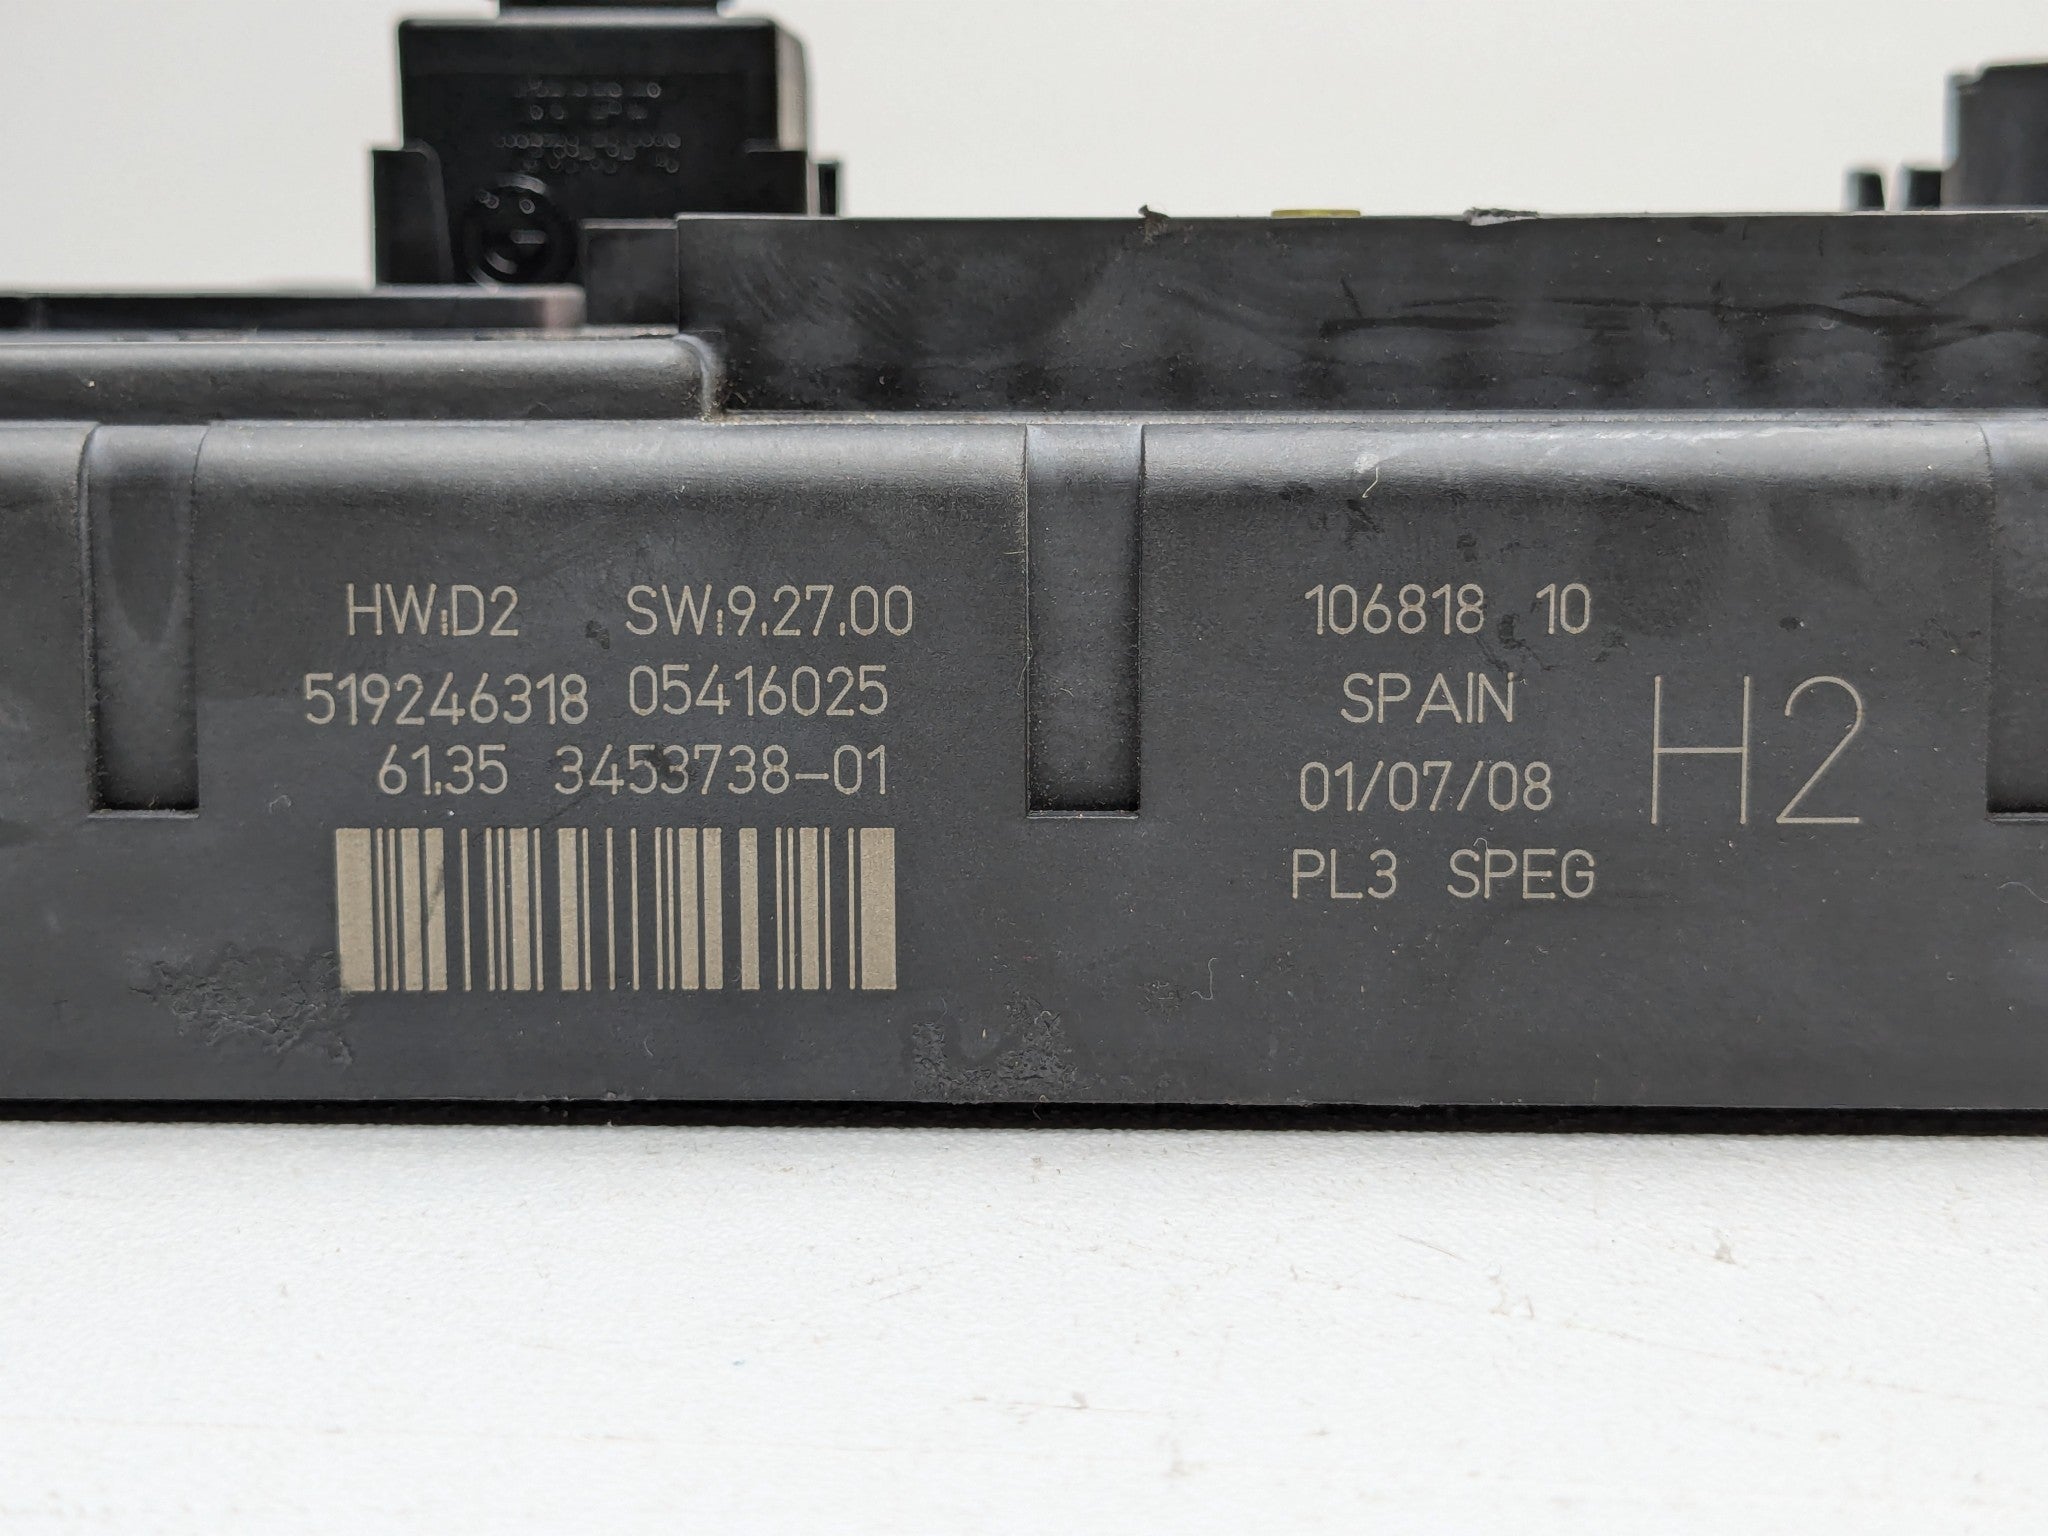 HW:D2 SW:9.27.00
519246318 05416025
61.35 3453738-01
106818 10
SPAIN
01/07/08
PL3 SPEG
H2